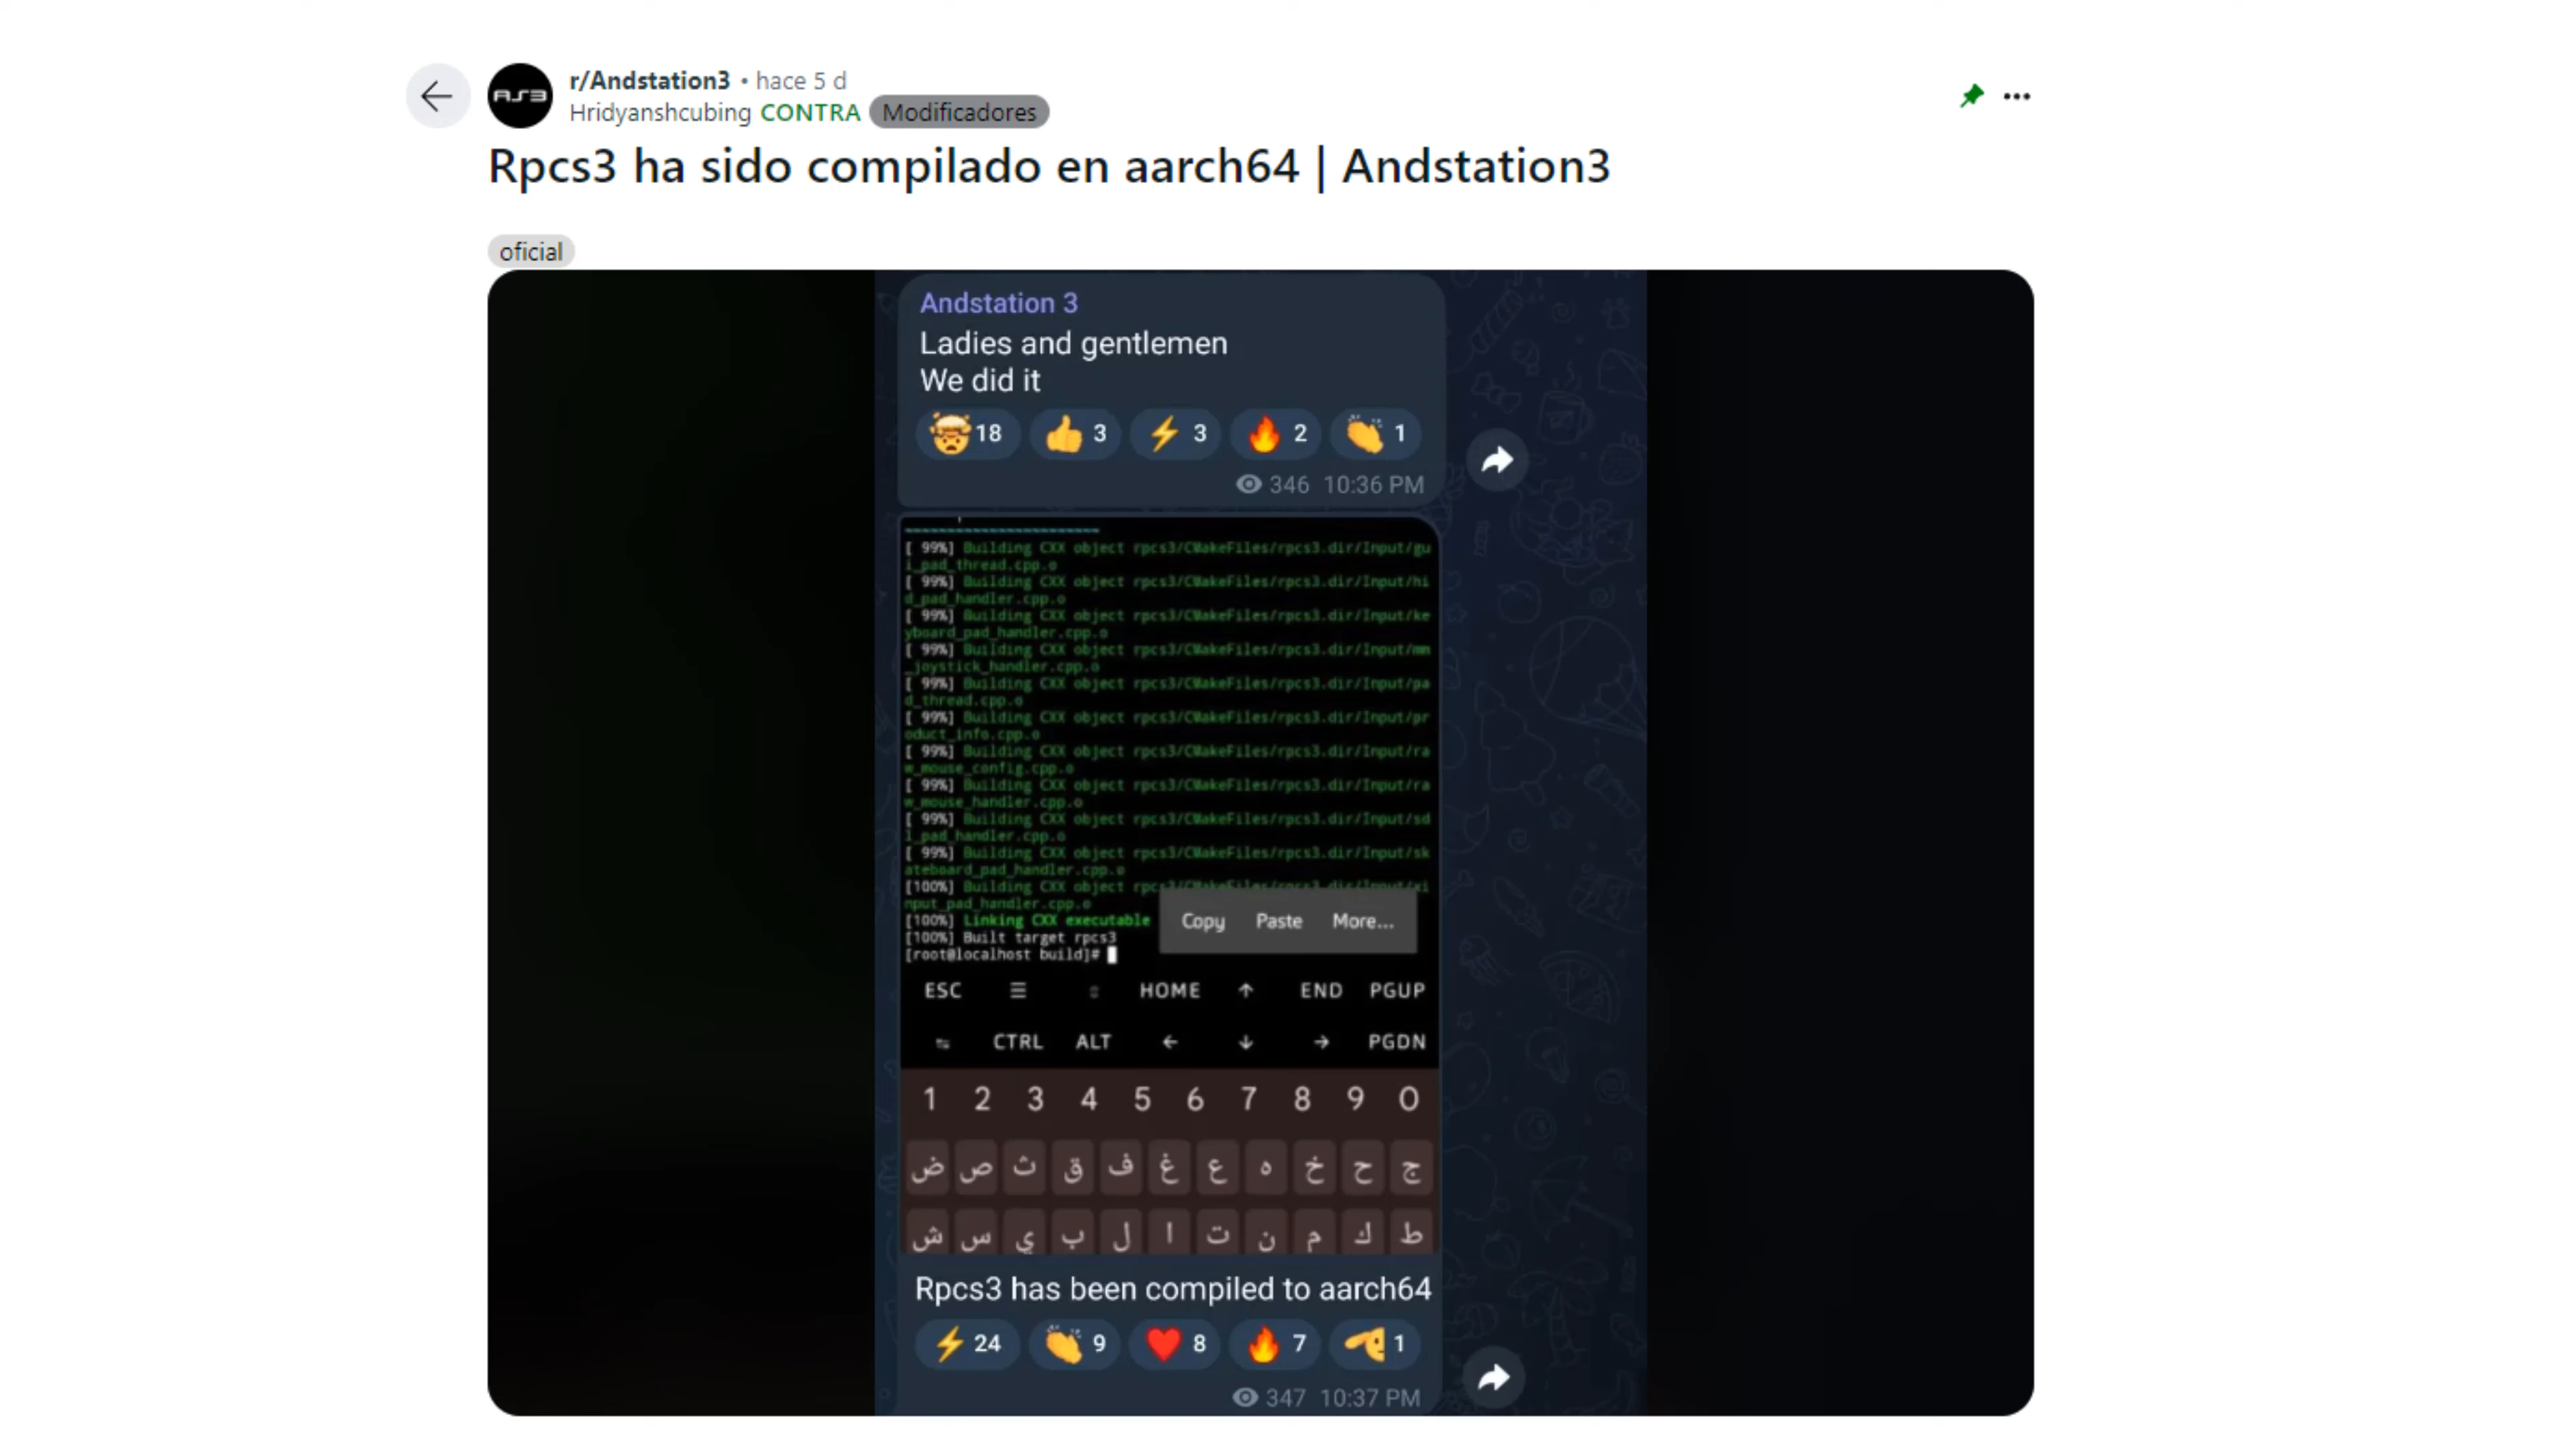 r/Andstation3 • hace 5 d
Hridyanshcubing CONTRA Modificadores
Rpcs3 ha sido compilado en aarch64 | Andstation3
oficial
Andstation 3
Ladies and gentlemen
We did it
18 3 3 2 1
346 10:36 PM
[ 99%] Building CXX object rpcs3/CMakeFiles/rpcs3.dir/Input/gu
i_pad_thread.cpp.o
[ 99%] Building CXX object rpcs3/CMakeFiles/rpcs3.dir/Input/hi
d_pad_handler.cpp.o
[ 99%] Building CXX object rpcs3/CMakeFiles/rpcs3.dir/Input/ke
yboard_pad_handler.cpp.o
[ 99%] Building CXX object rpcs3/CMakeFiles/rpcs3.dir/Input/mm
_joystick_handler.cpp.o
[ 99%] Building CXX object rpcs3/CMakeFiles/rpcs3.dir/Input/pa
d_thread.cpp.o
[ 99%] Building CXX object rpcs3/CMakeFiles/rpcs3.dir/Input/pr
oduct_info.cpp.o
[ 99%] Building CXX object rpcs3/CMakeFiles/rpcs3.dir/Input/ra
w_mouse_config.cpp.o
[ 99%] Building CXX object rpcs3/CMakeFiles/rpcs3.dir/Input/ra
w_mouse_handler.cpp.o
[ 99%] Building CXX object rpcs3/CMakeFiles/rpcs3.dir/Input/sd
l_pad_handler.cpp.o
[ 99%] Building CXX object rpcs3/CMakeFiles/rpcs3.dir/Input/sk
ateboard_pad_handler.cpp.o
[100%] Building CXX object rpcs3/CMakeFiles/rpcs3.dir/Input/xi
nput_pad_handler.cpp.o
[100%] Linking CXX executable
Copy Paste More...
[100%] Built target rpcs3
[root@localhost build]#
ESC HOME ↑ END PGUP
CTRL ALT ← ↓ → PGDN
1 2 3 4 5 6 7 8 9 0
ض ص ث ق ف غ ع ه خ ح ج
ش س ي ب ل ا ت ن م ك ط
Rpcs3 has been compiled to aarch64
24 9 8 7 1
347 10:37 PM